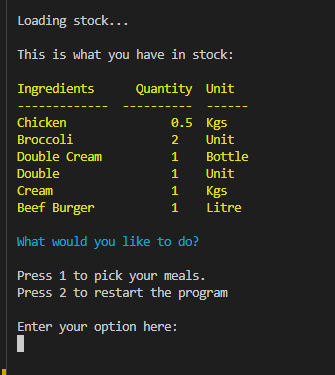 Loading stock...
This is what you have in stock:
Ingredients Quantity Unit
------------- ---------- ------
Chicken 0.5 Kgs
Broccoli 2 Unit
Double Cream 1 Bottle
Double 1 Unit
Cream 1 Kgs
Beef Burger 1 Litre
What would you like to do?
Press 1 to pick your meals.
Press 2 to restart the program
Enter your option here: